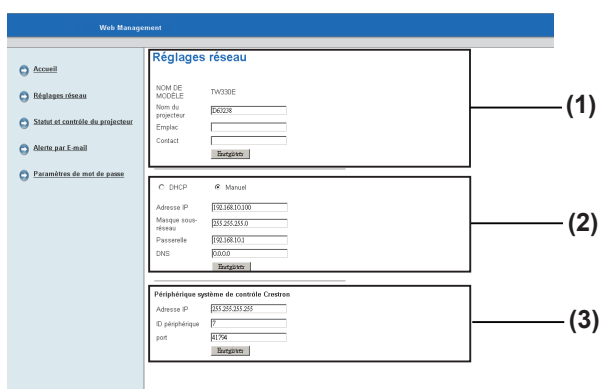 Web Management
Accueil
Réglages réseau
Statut et contrôle du projecteur
Alerte par E-mail
Paramètres de mot de passe
Réglages réseau
NOM DE MODÈLE TW330E
Nom du projecteur D63238
Emplac
Contact
Enregistrer
(1)
DHCP Manuel
Adresse IP 192.168.10.100
Masque sous-réseau 255.255.255.0
Passerelle 192.168.10.1
DNS 0.0.0.0
Enregistrer
(2)
Périphérique système de contrôle Crestron
Adresse IP 255.255.255.255
ID périphérique 7
port 41794
Enregistrer
(3)